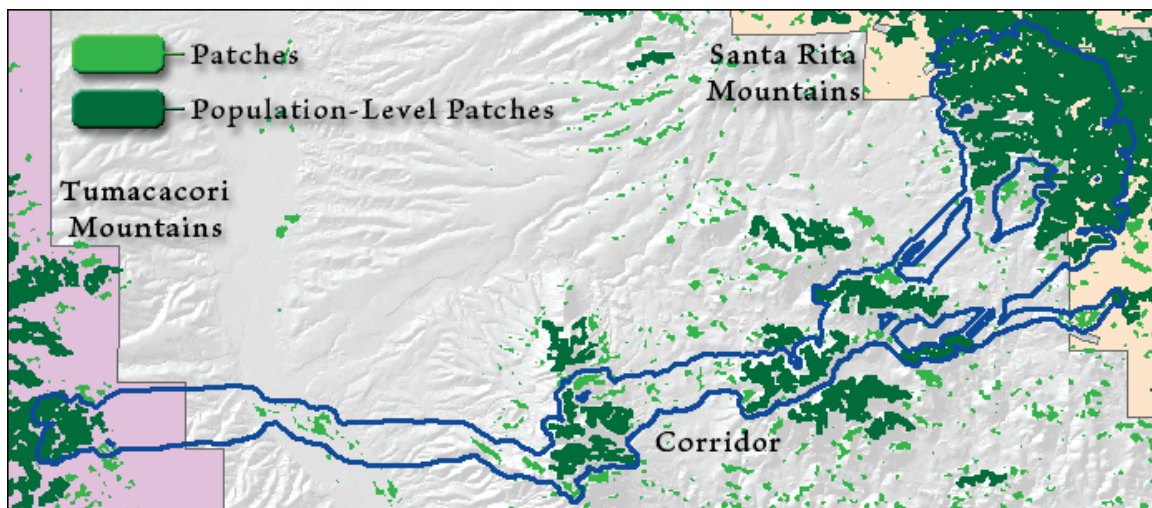 Patches
Population-Level Patches
Santa Rita
Mountains
Tumacacori
Mountains
Corridor